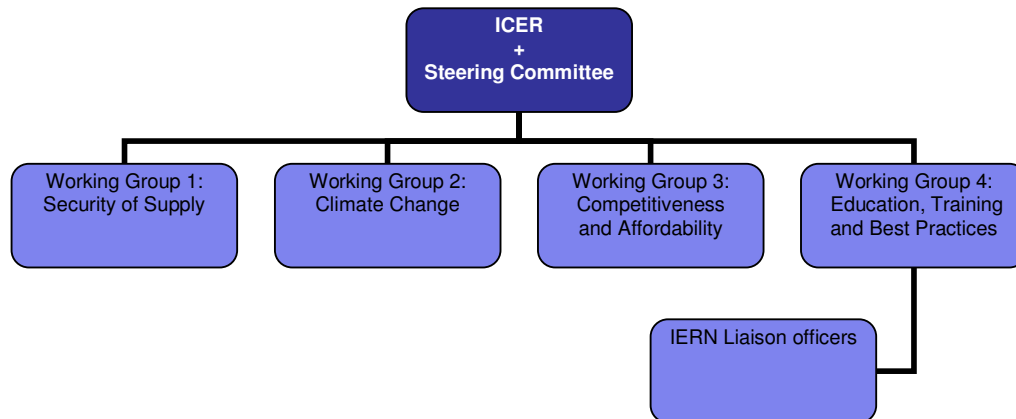 ICER
+
Steering Committee
Working Group 1:
Security of Supply
Working Group 2:
Climate Change
Working Group 3:
Competitiveness
and Affordability
Working Group 4:
Education, Training
and Best Practices
IERN Liaison officers